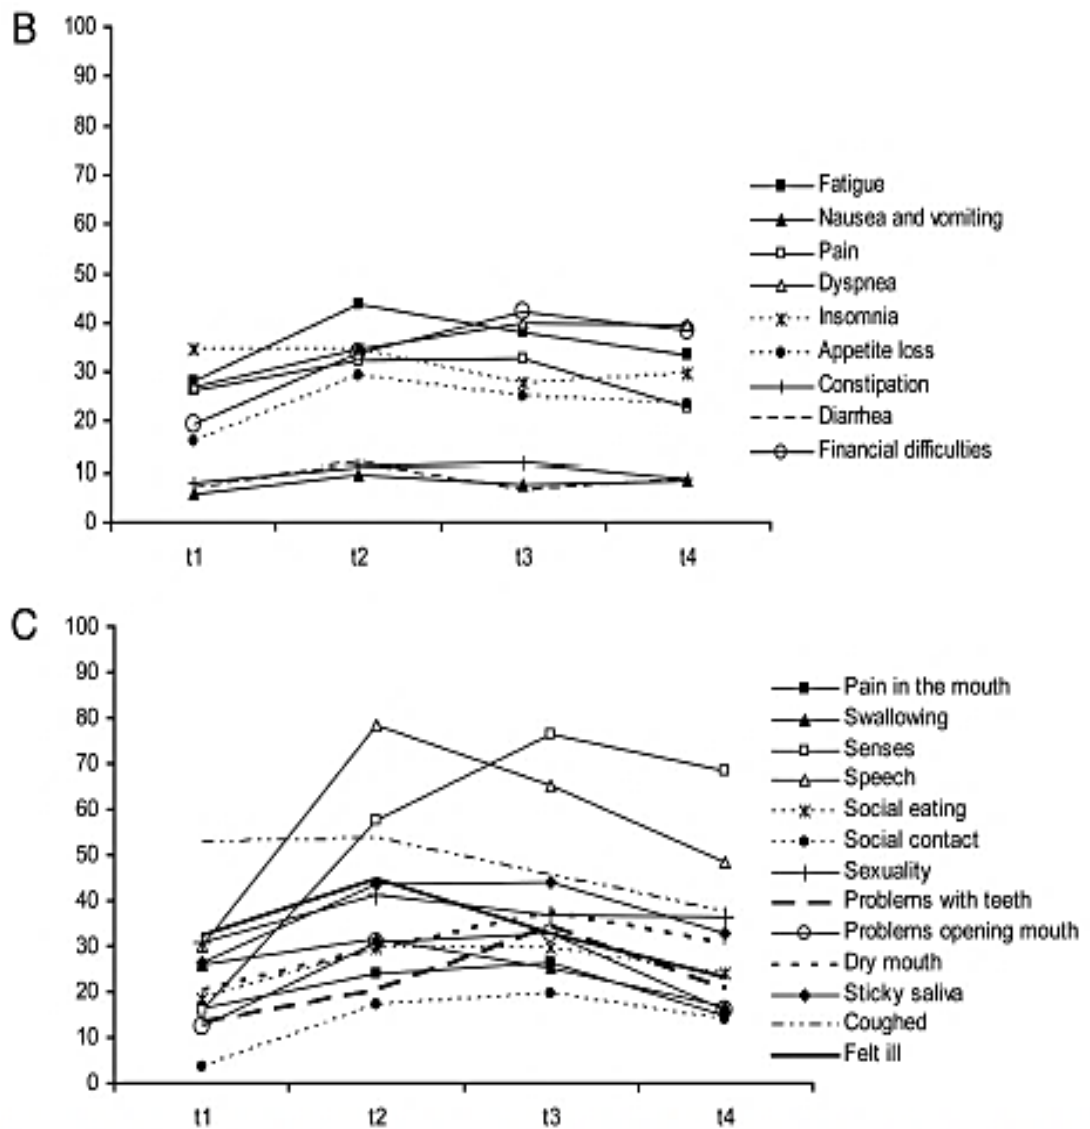 B
100
90
80
70
60
50
40
30
20
10
0
t1 t2 t3 t4
Fatigue
Nausea and vomiting
Pain
Dyspnea
Insomnia
Appetite loss
Constipation
Diarrhea
Financial difficulties
C
100
90
80
70
60
50
40
30
20
10
0
t1 t2 t3 t4
Pain in the mouth
Swallowing
Senses
Speech
Social eating
Social contact
Sexuality
Problems with teeth
Problems opening mouth
Dry mouth
Sticky saliva
Coughed
Felt ill